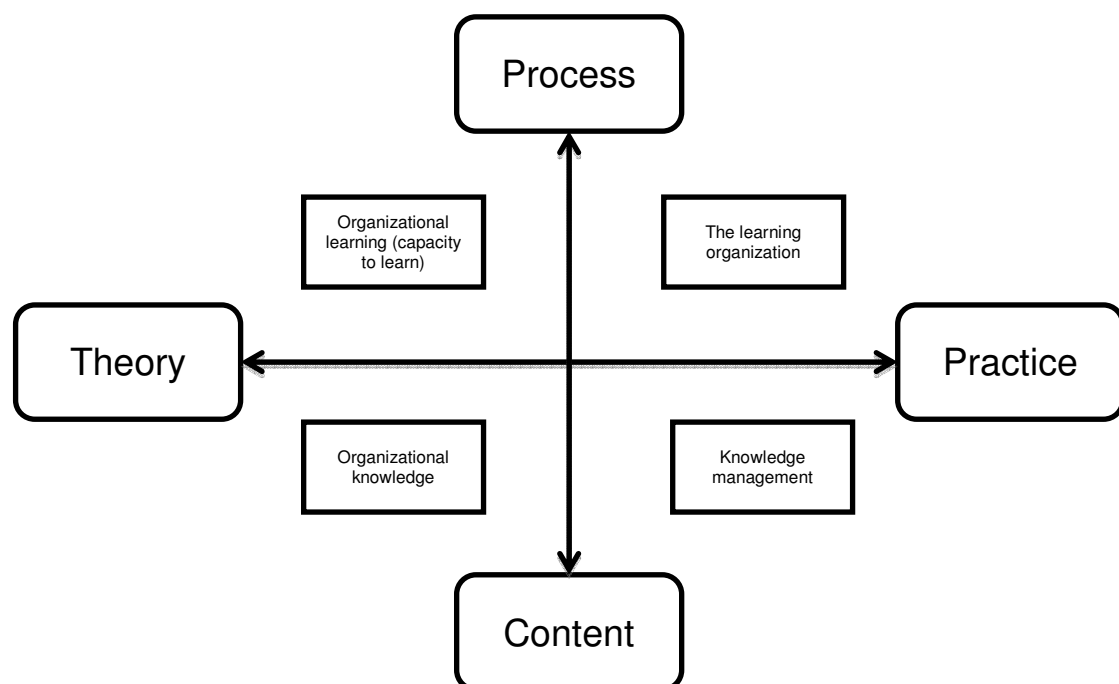 Process
Organizational
learning (capacity
to learn)
The learning
organization
Theory
Practice
Organizational
knowledge
Knowledge
management
Content